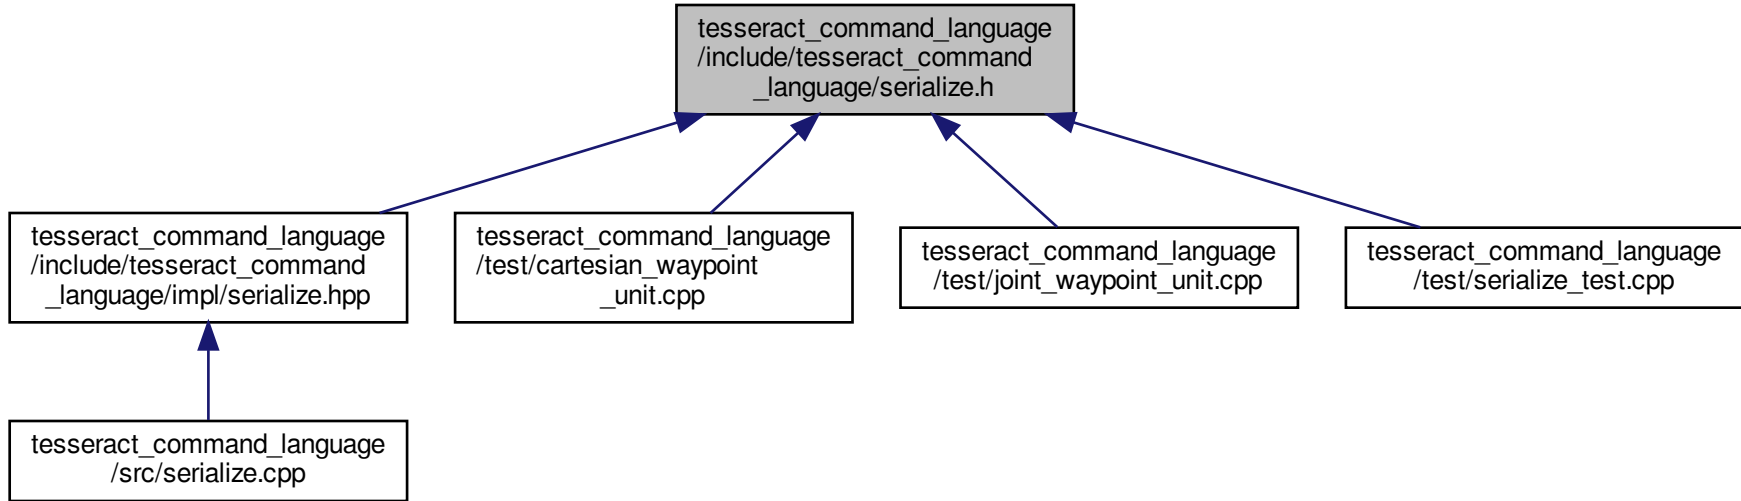 tesseract_command_language
/include/tesseract_command
_language/serialize.h
tesseract_command_language
/include/tesseract_command
_language/impl/serialize.hpp
tesseract_command_language
/test/cartesian_waypoint
_unit.cpp
tesseract_command_language
/test/joint_waypoint_unit.cpp
tesseract_command_language
/test/serialize_test.cpp
tesseract_command_language
/src/serialize.cpp